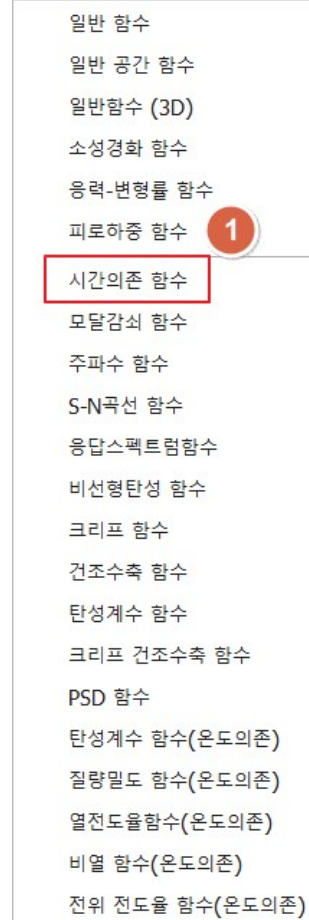 일반 함수
일반 공간 함수
일반함수 (3D)
소성경화 함수
응력-변형률 함수
피로하중 함수 1
시간의존 함수
모달감쇠 함수
주파수 함수
S-N곡선 함수
응답스펙트럼함수
비선형탄성 함수
크리프 함수
건조수축 함수
탄성계수 함수
크리프 건조수축 함수
PSD 함수
탄성계수 함수(온도의존)
질량밀도 함수(온도의존)
열전도율함수(온도의존)
비열 함수(온도의존)
전위 전도율 함수(온도의존)